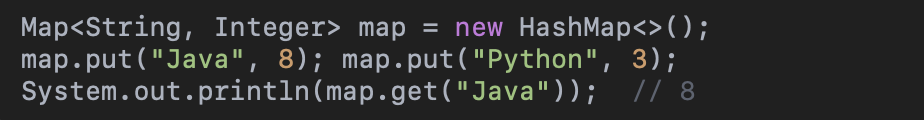 Map<String, Integer> map = new HashMap<>();
map.put("Java", 8); map.put("Python", 3);
System.out.println(map.get("Java"));  // 8